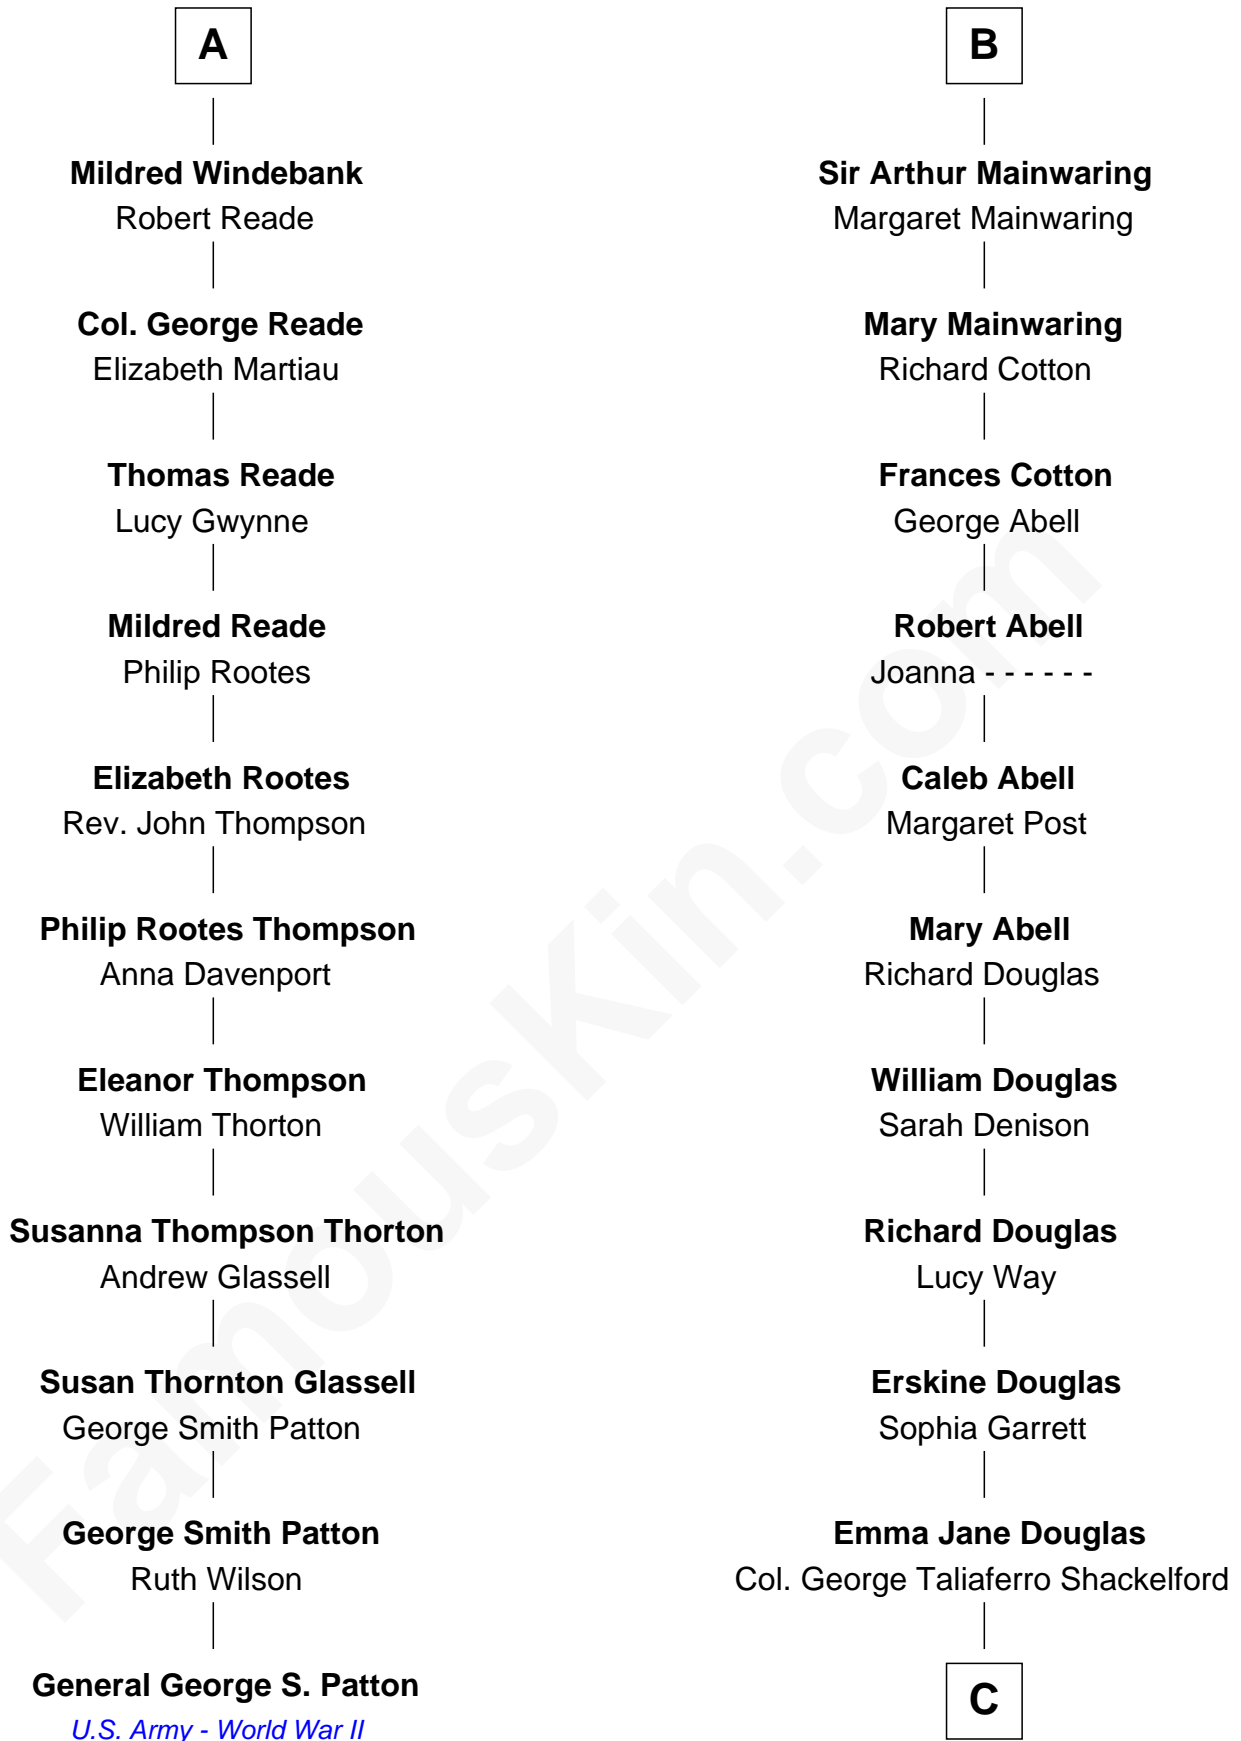 A
Mildred Windebank
Robert Reade
Col. George Reade
Elizabeth Martiau
Thomas Reade
Lucy Gwynne
Mildred Reade
Philip Rootes
Elizabeth Rootes
Rev. John Thompson
Philip Rootes Thompson
Anna Davenport
Eleanor Thompson
William Thorton
Susanna Thompson Thorton
Andrew Glassell
Susan Thornton Glassell
George Smith Patton
George Smith Patton
Ruth Wilson
General George S. Patton
U.S. Army - World War II
B
Sir Arthur Mainwaring
Margaret Mainwaring
Mary Mainwaring
Richard Cotton
Frances Cotton
George Abell
Robert Abell
Joanna - - - - - -
Caleb Abell
Margaret Post
Mary Abell
Richard Douglas
William Douglas
Sarah Denison
Richard Douglas
Lucy Way
Erskine Douglas
Sophia Garrett
Emma Jane Douglas
Col. George Taliaferro Shackelford
C
FamousKin.com